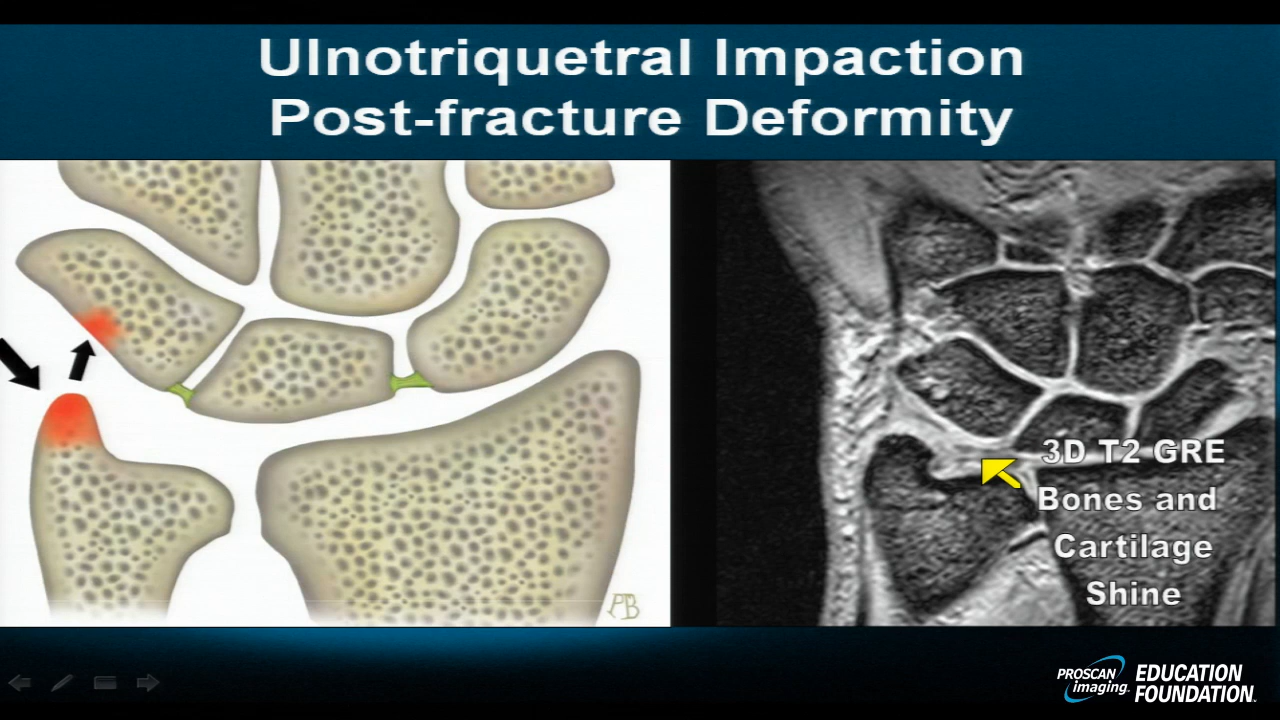 Ulnotriquetral Impaction
Post-fracture Deformity
3D T2 GRE
Bones and
Cartilage
Shine
PB
PROSCAN
imaging.
EDUCATION
FOUNDATION